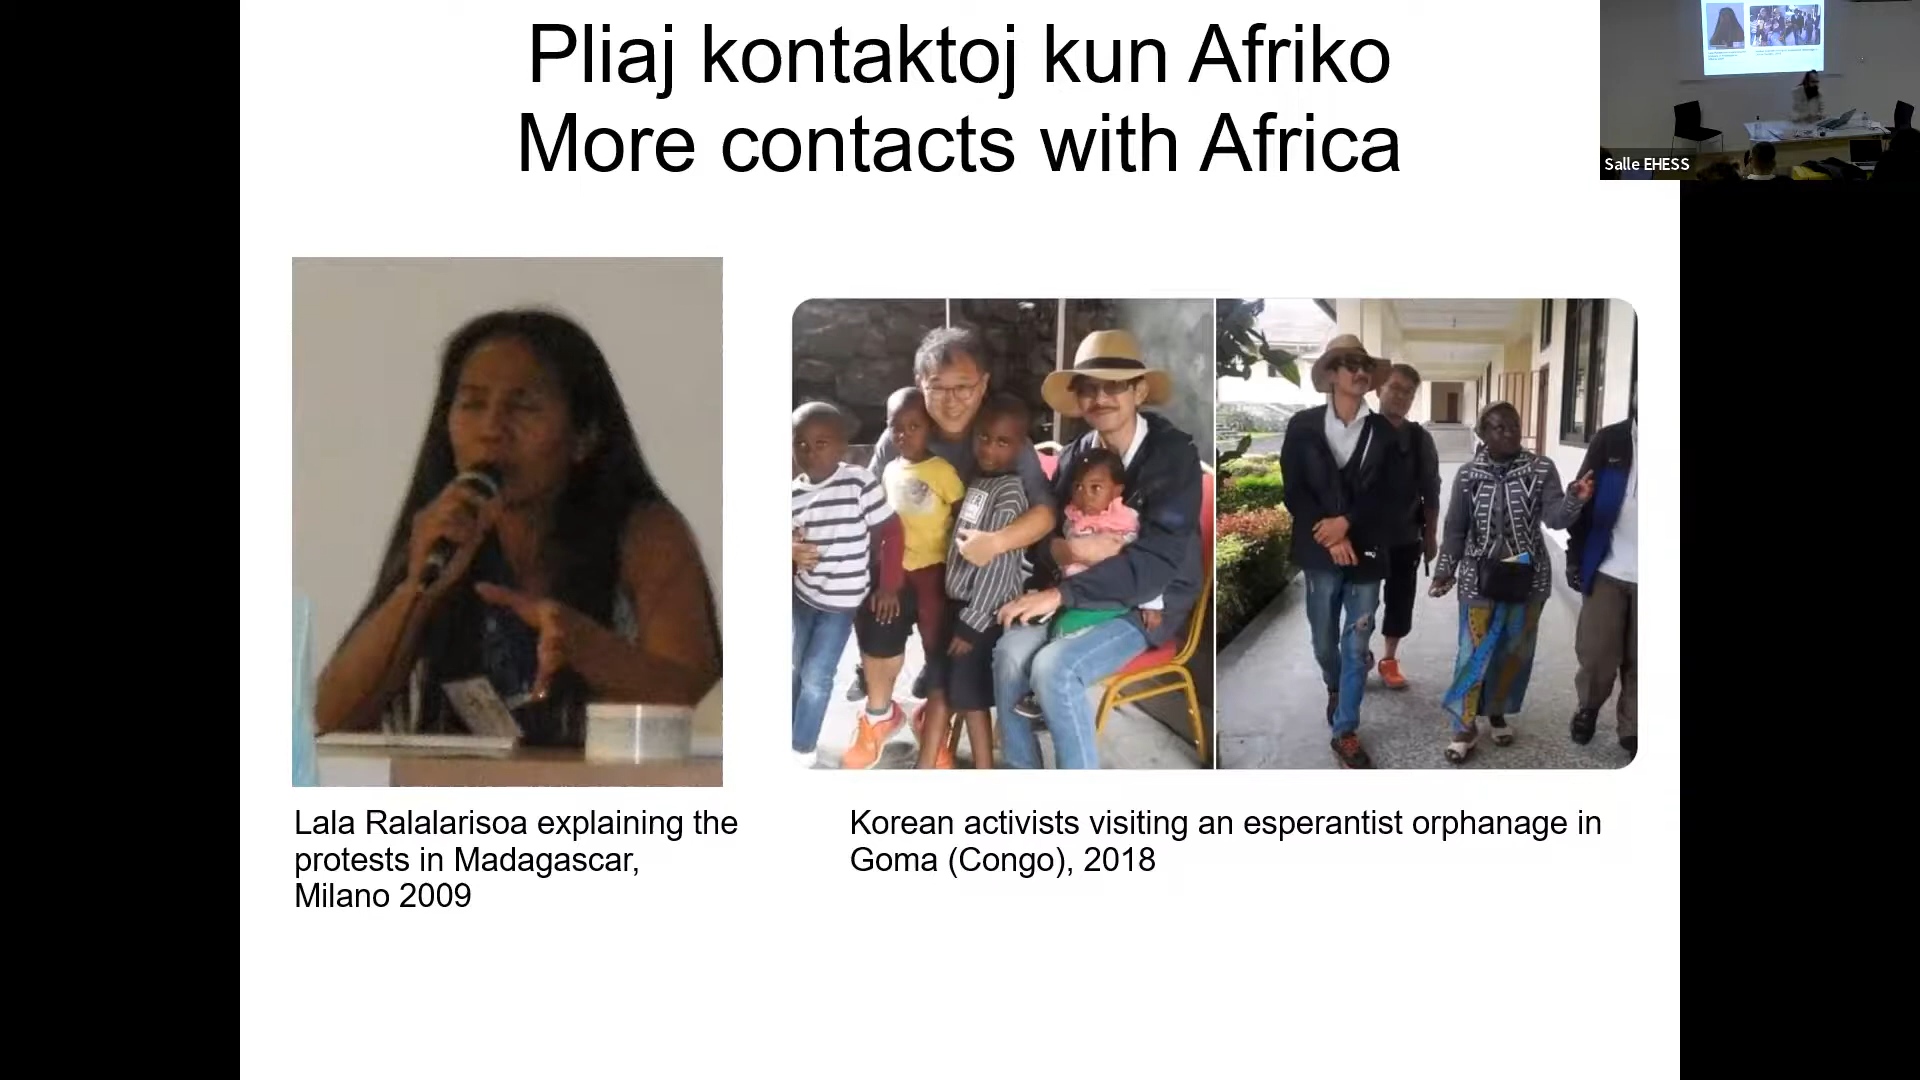 Pliaj kontaktoj kun Afriko
More contacts with Africa
Salle EHESS
Lala Ralalarisoa explaining the
protests in Madagascar,
Milano 2009
Korean activists visiting an esperantist orphanage in
Goma (Congo), 2018